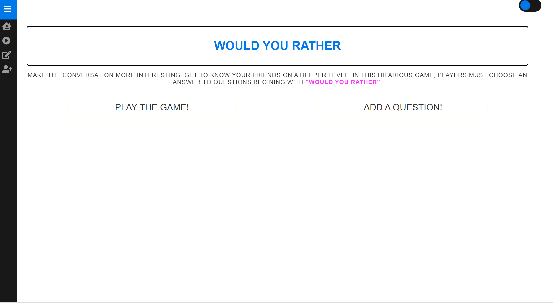 WOULD YOU RATHER
MAKE THE CONVERSATION MORE INTERESTING! GET TO KNOW YOUR FRIENDS ON A DEEPER LEVEL. IN THIS HILARIOUS GAME, PLAYERS MUST CHOOSE AN
ANSWER TO QUESTIONS BEGINING WITH "WOULD YOU RATHER"
PLAY THE GAME!
ADD A QUESTION!